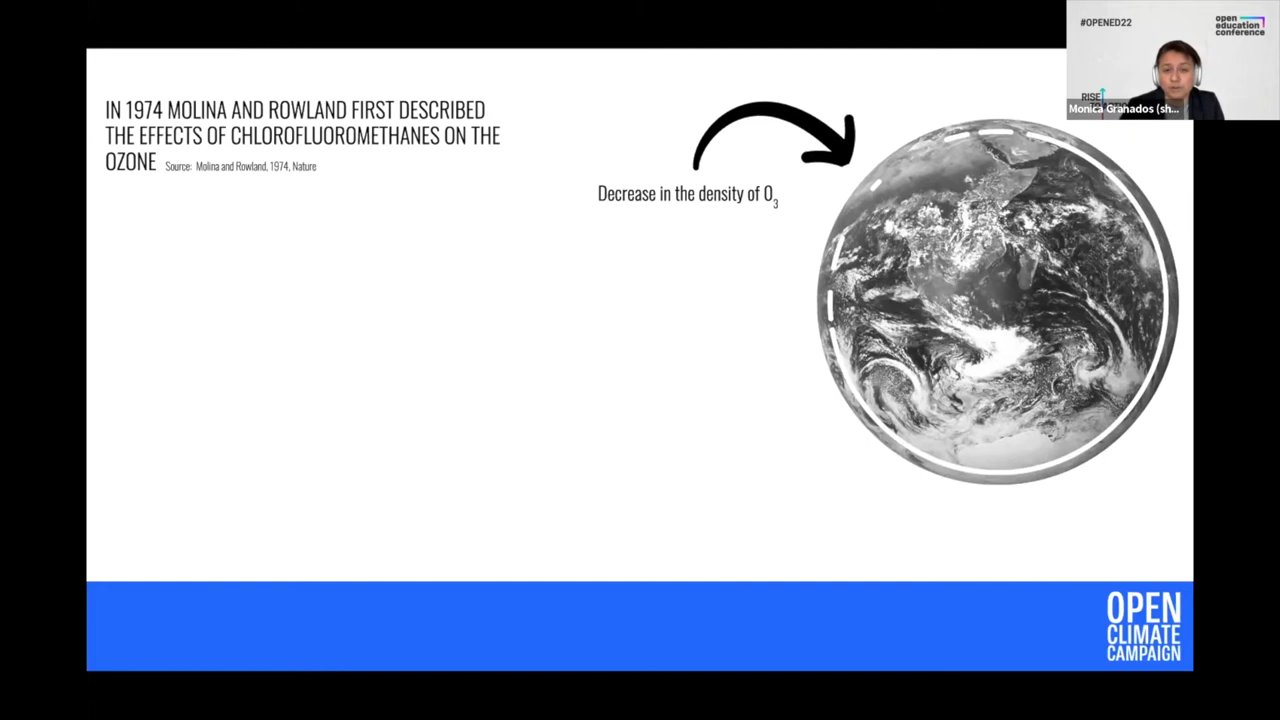 #OPENED22
open
education
conference
RISE
Monica Granados (sh...
IN 1974 MOLINA AND ROWLAND FIRST DESCRIBED
THE EFFECTS OF CHLOROFLUOROMETHANES ON THE
OZONE Source: Molina and Rowland, 1974, Nature
Decrease in the density of O3
OPEN
CLIMATE
CAMPAIGN